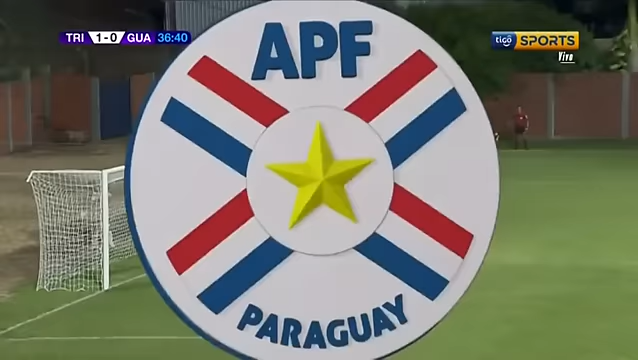 TRI 1-0 GUA 36:40
tigo SPORTS
Vivo
APF
PARAGUAY